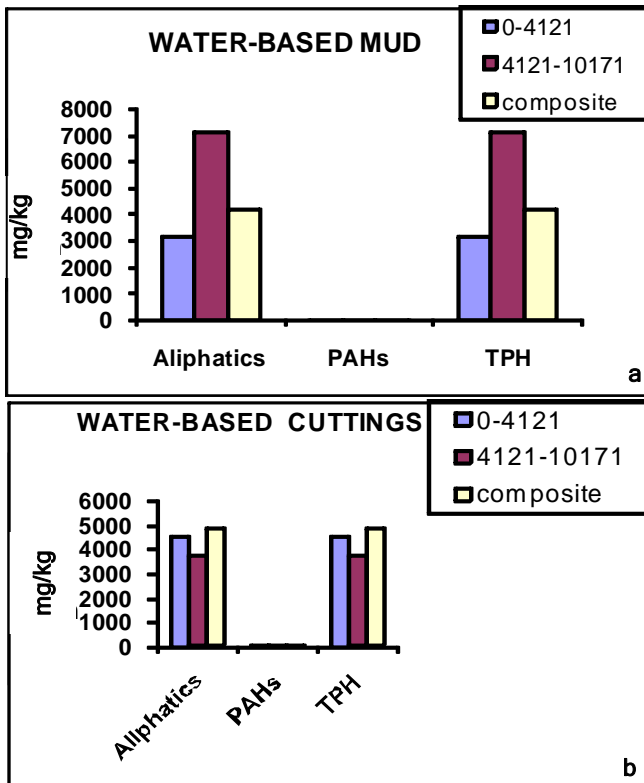 WATER-BASED MUD
0-4121
4121-10171
composite
mg/kg
8000
7000
6000
5000
4000
3000
2000
1000
0
Aliphatics PAHs TPH
a
WATER-BASED CUTTINGS
0-4121
4121-10171
composite
mg/kg
6000
5000
4000
3000
2000
1000
0
Aliphatics PAHs TPH
b